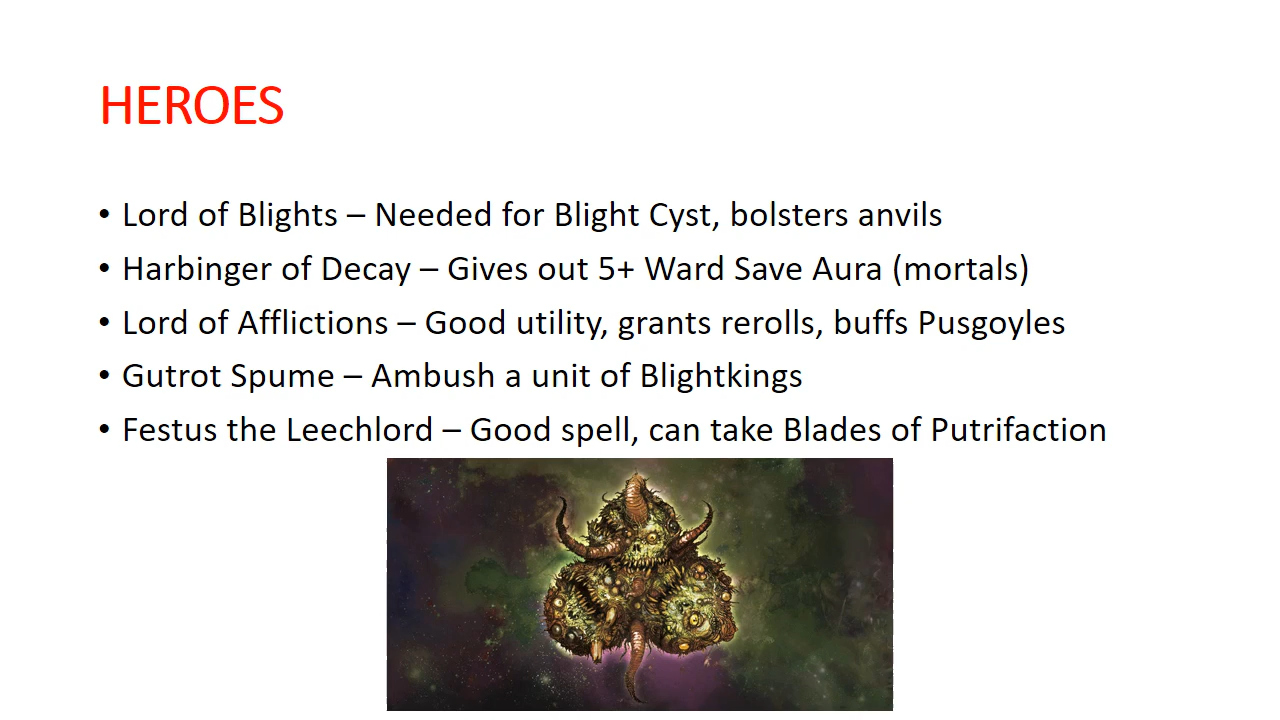 HEROES
• Lord of Blights – Needed for Blight Cyst, bolsters anvils
• Harbinger of Decay – Gives out 5+ Ward Save Aura (mortals)
• Lord of Afflictions – Good utility, grants rerolls, buffs Pusgoyles
• Gutrot Spume – Ambush a unit of Blightkings
• Festus the Leechlord – Good spell, can take Blades of Putrifaction